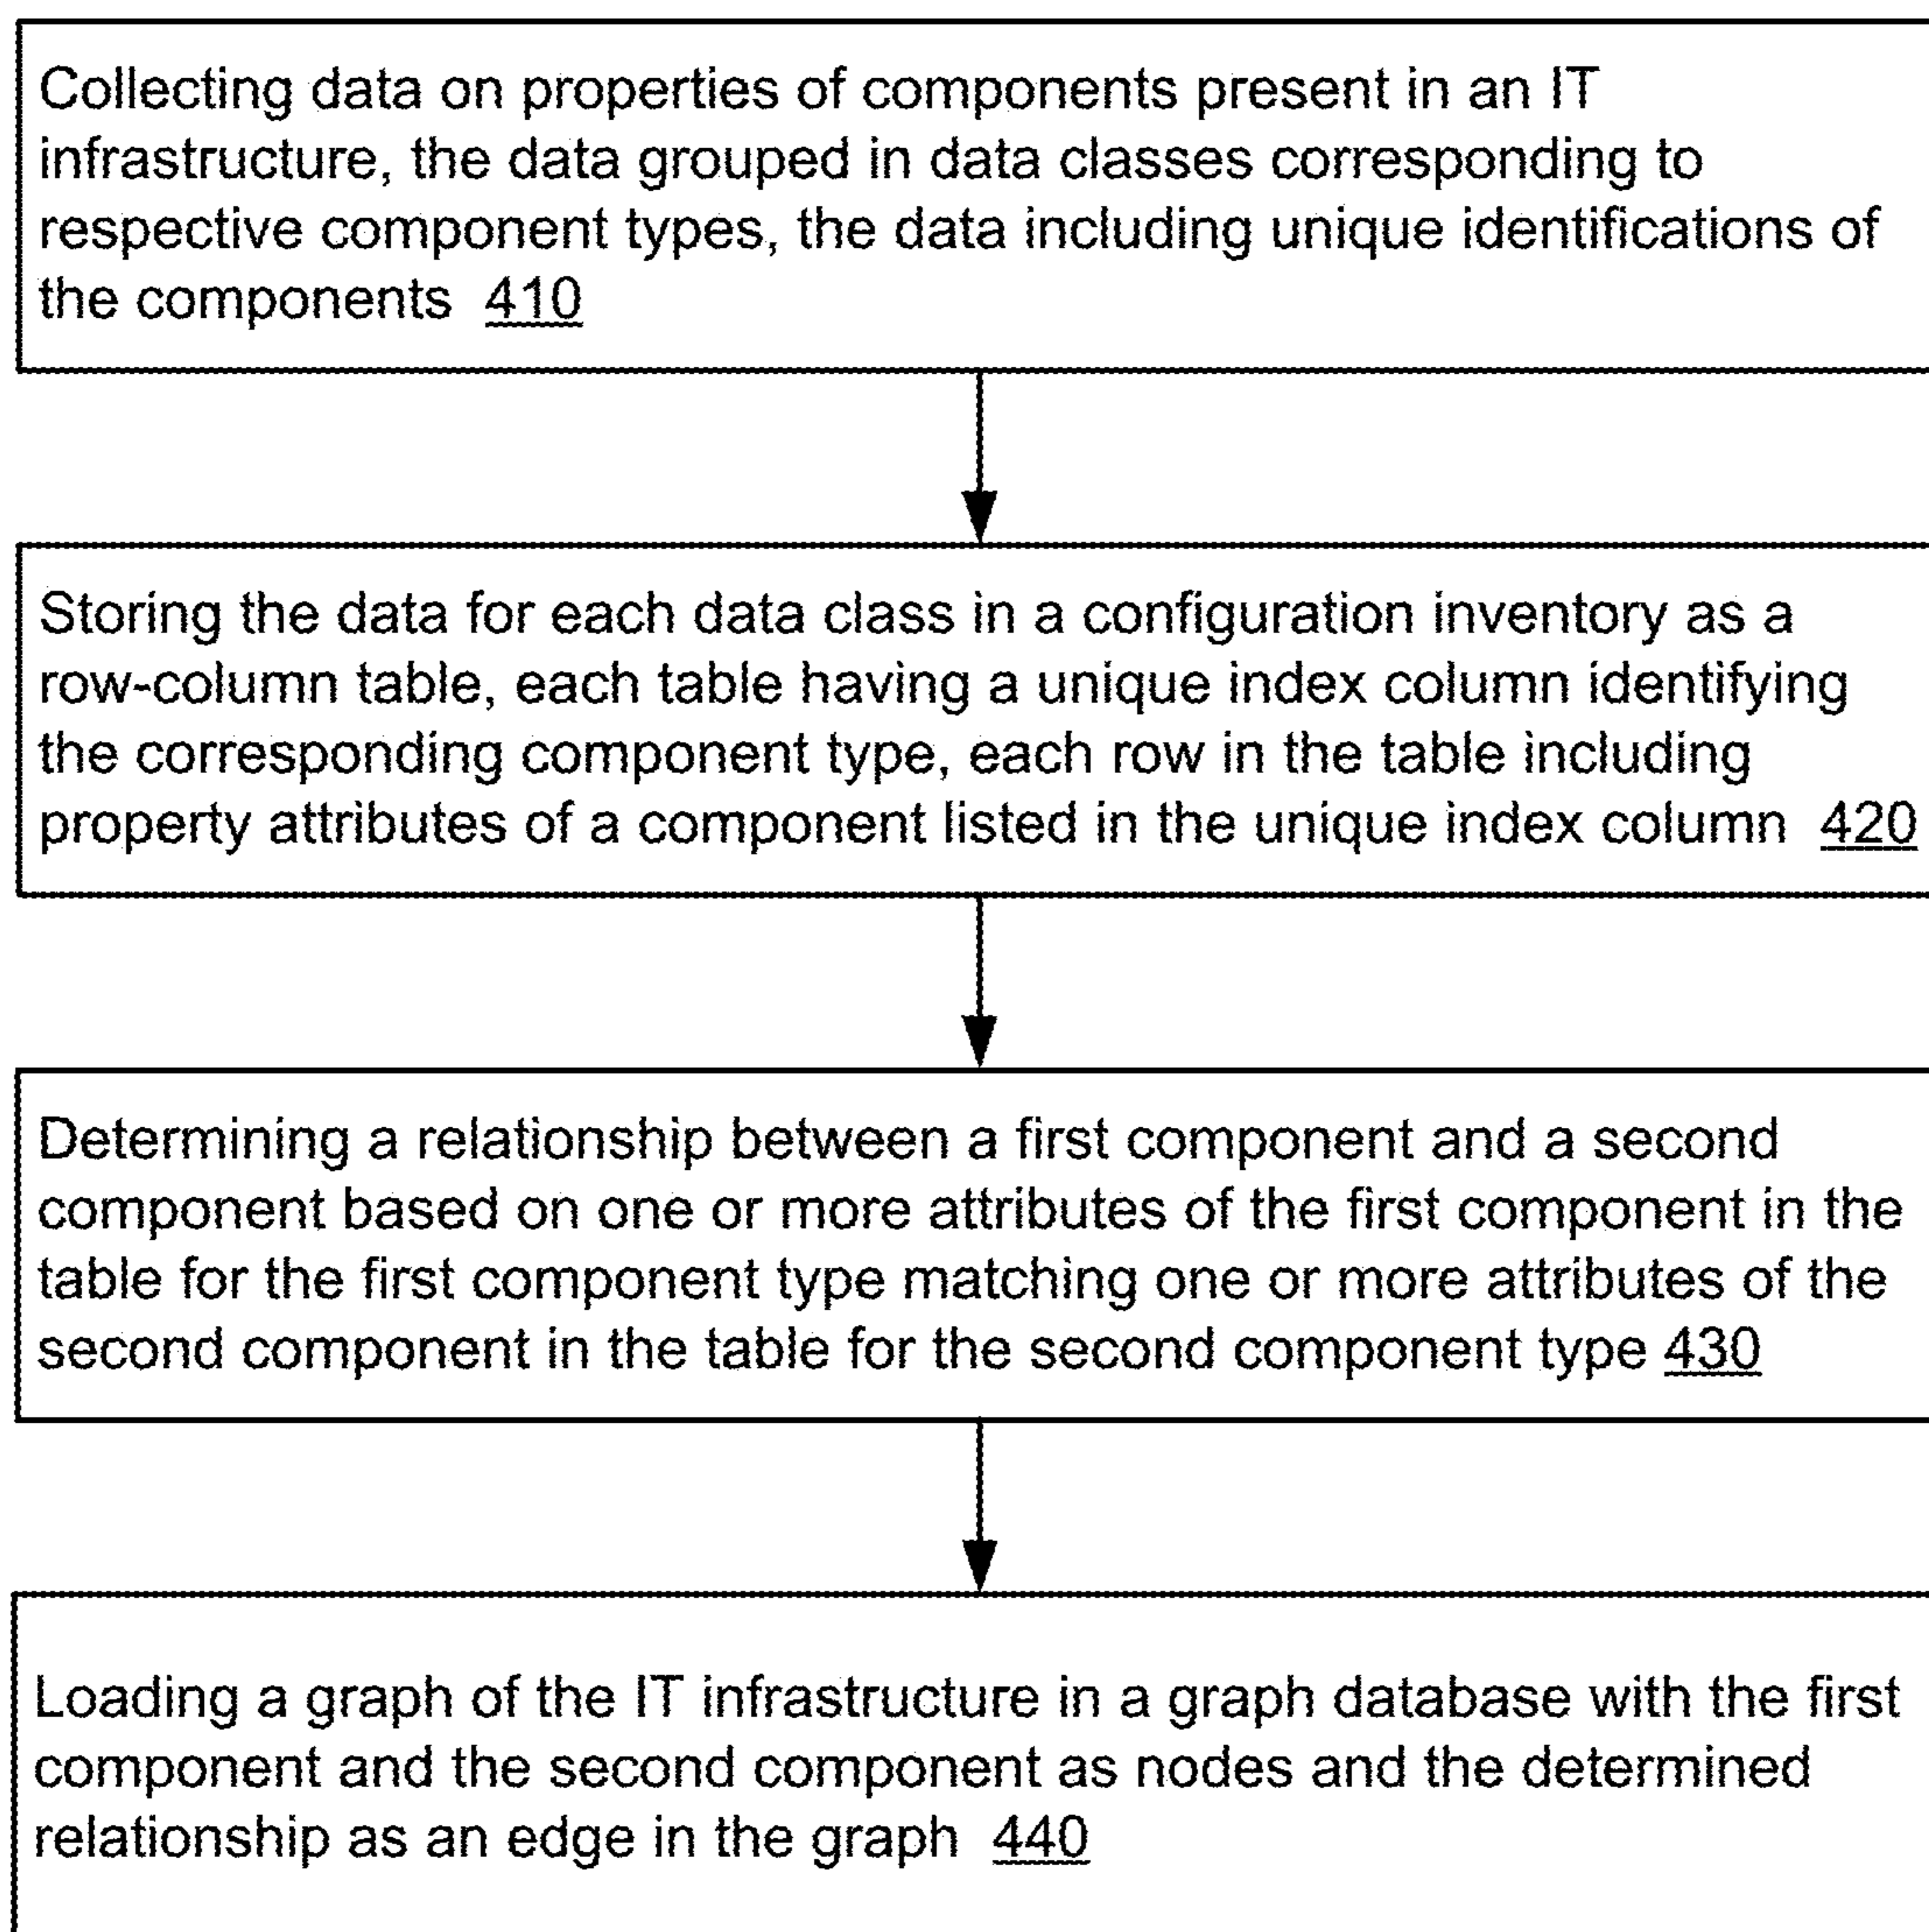 Collecting data on properties of components present in an IT
infrastructure, the data grouped in data classes corresponding to
respective component types, the data including unique identifications of
the components 410
Storing the data for each data class in a configuration inventory as a
row-column table, each table having a unique index column identifying
the corresponding component type, each row in the table including
property attributes of a component listed in the unique index column 420
Determining a relationship between a first component and a second
component based on one or more attributes of the first component in the
table for the first component type matching one or more attributes of the
second component in the table for the second component type 430
Loading a graph of the IT infrastructure in a graph database with the first
component and the second component as nodes and the determined
relationship as an edge in the graph 440